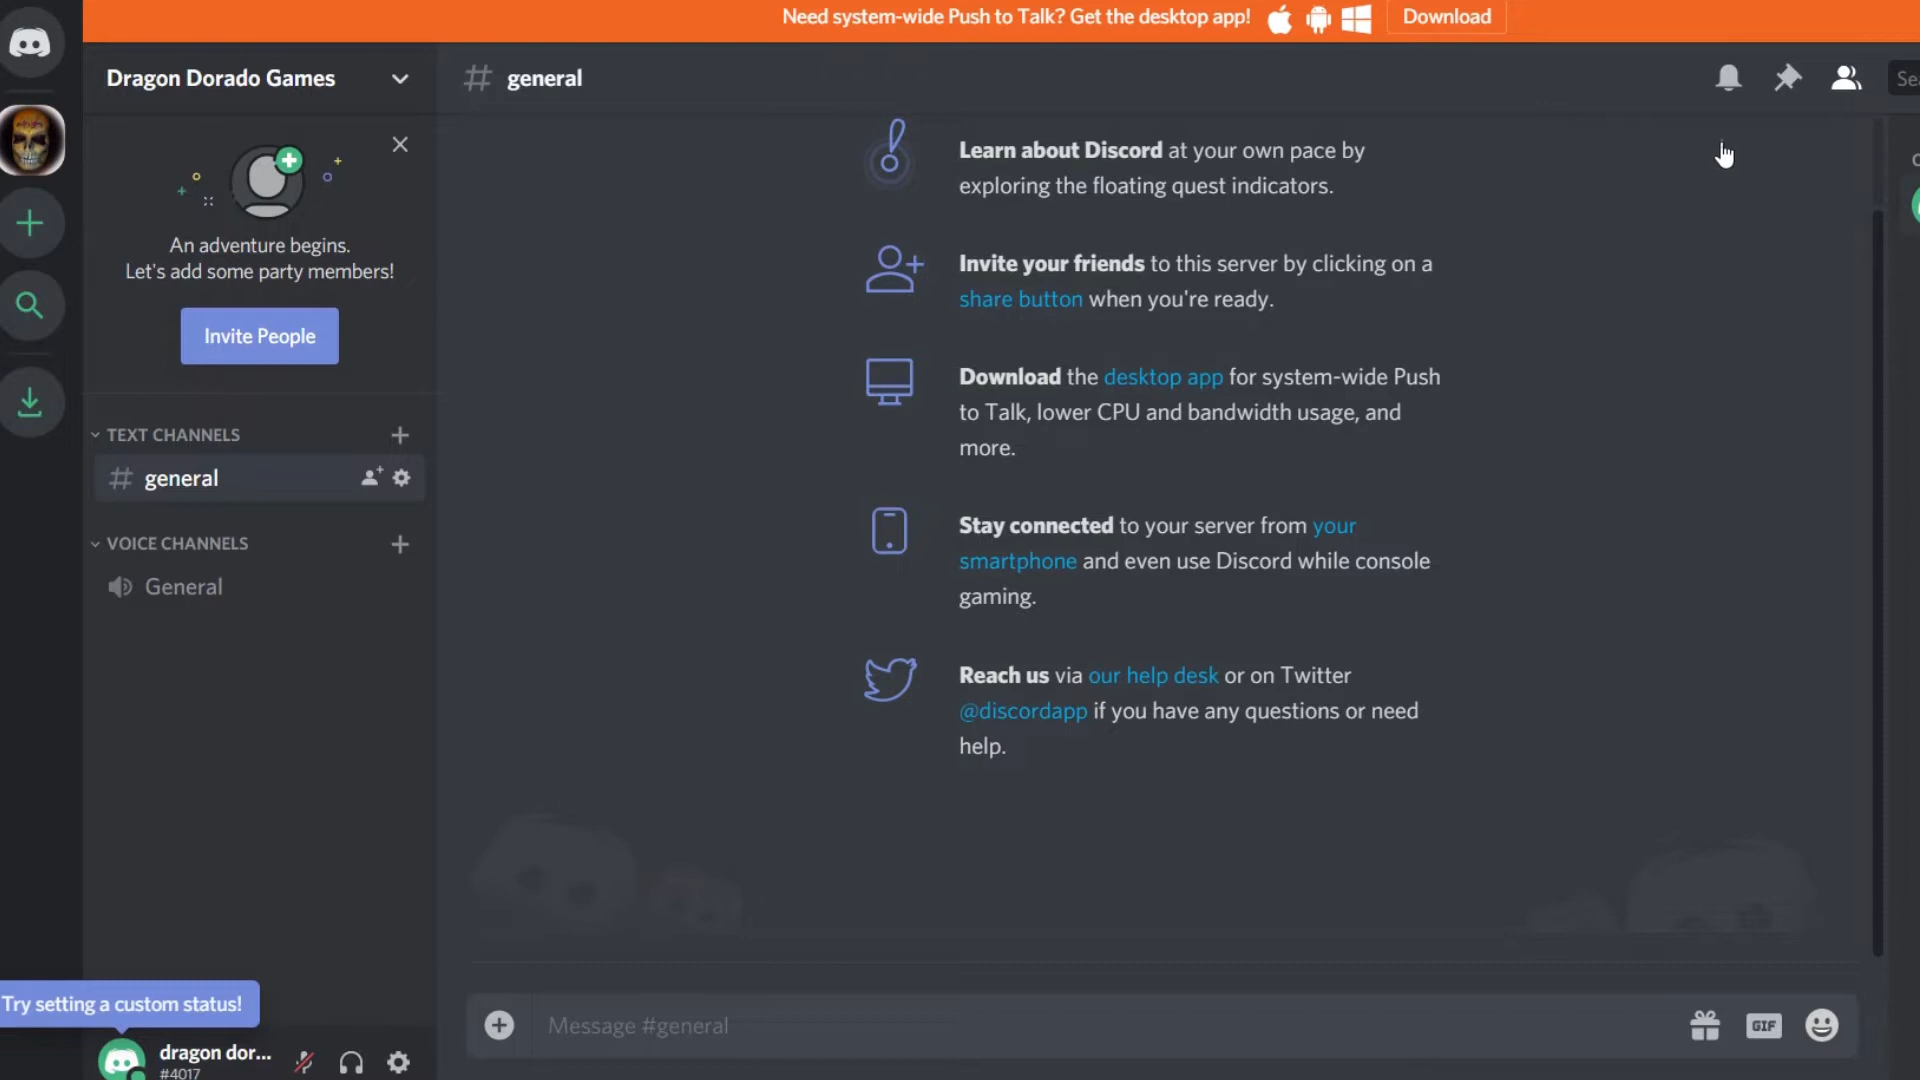 Need system-wide Push to Talk? Get the desktop app!
Download
Dragon Dorado Games
general
An adventure begins.
Let's add some party members!
Invite People
TEXT CHANNELS
general
VOICE CHANNELS
General
Learn about Discord at your own pace by
exploring the floating quest indicators.
Invite your friends to this server by clicking on a
share button when you're ready.
Download the desktop app for system-wide Push
to Talk, lower CPU and bandwidth usage, and
more.
Stay connected to your server from your
smartphone and even use Discord while console
gaming.
Reach us via our help desk or on Twitter
@discordapp if you have any questions or need
help.
Try setting a custom status!
dragon dor...
#4017
Message #general
GIF